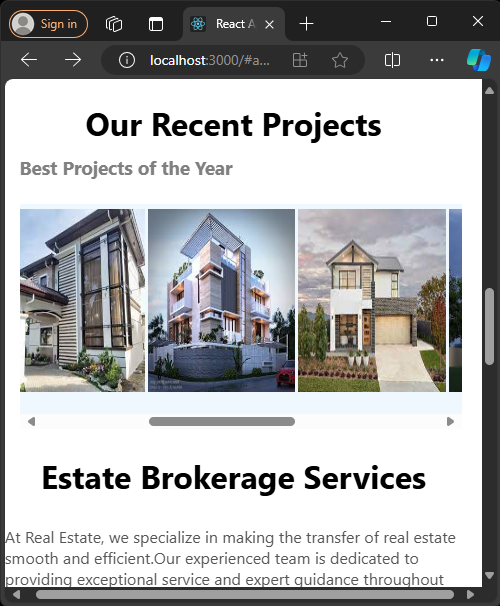 Sign in
React A
localhost:3000/#a...
Our Recent Projects
Best Projects of the Year
Estate Brokerage Services
At Real Estate, we specialize in making the transfer of real estate
smooth and efficient.Our experienced team is dedicated to
providing exceptional service and expert guidance throughout